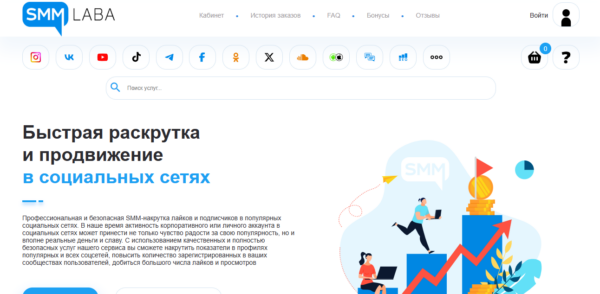 SMM LABA
Кабинет • История заказов • FAQ • Бонусы • Отзывы
Войти
0
?
Поиск услуг...
Быстрая раскрутка
и продвижение
в социальных сетях
SMM
Профессиональная и безопасная SMM-накрутка лайков и подписчиков в популярных
социальных сетях. В наше время активность корпоративного или личного аккаунта в
социальных сетях может принести не только чувство радости за свою популярность, но и
вполне реальные деньги и славу. С использованием качественных и полностью
безопасных услуг нашего сервиса вы сможете накрутить показатели в профилях
популярных и всех соцсетей, повысить количество зарегистрированных в ваших
сообществах пользователей, добиться большого числа лайков и просмотров